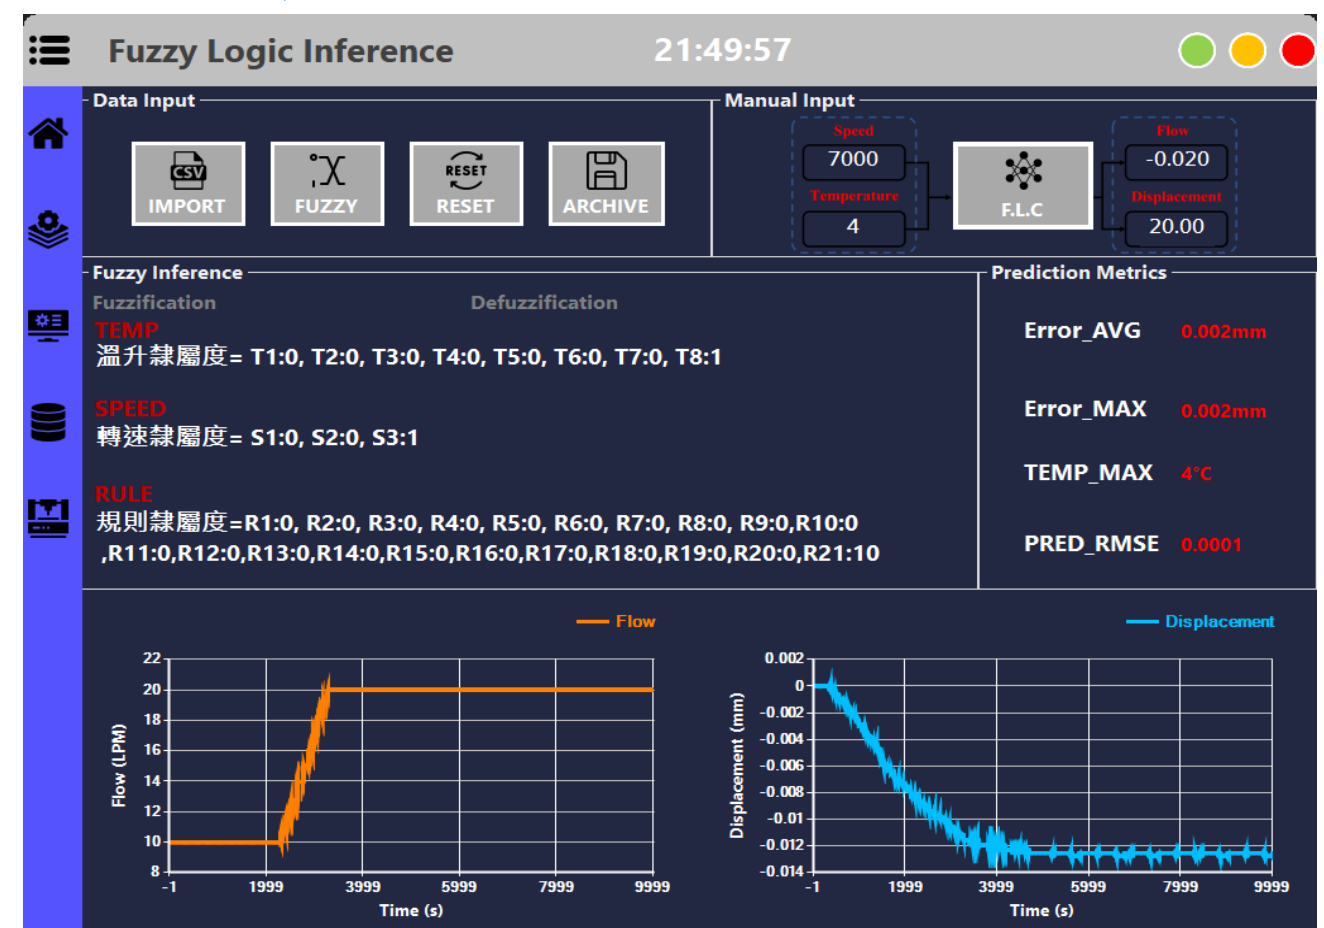 Fuzzy Logic Inference
21:49:57
Data Input
CSV
IMPORT
FUZZY
RESET
RESET
ARCHIVE
Manual Input
Speed
7000
Temperature
4
F.L.C
Flow
-0.020
Displacement
20.00
Fuzzy Inference
Fuzzification
Defuzzification
TEMP
溫升隸屬度= T1:0, T2:0, T3:0, T4:0, T5:0, T6:0, T7:0, T8:1
SPEED
轉速隸屬度= S1:0, S2:0, S3:1
RULE
規則隸屬度=R1:0, R2:0, R3:0, R4:0, R5:0, R6:0, R7:0, R8:0, R9:0,R10:0
,R11:0,R12:0,R13:0,R14:0,R15:0,R16:0,R17:0,R18:0,R19:0,R20:0,R21:10
Prediction Metrics
Error_AVG 0.002mm
Error_MAX 0.002mm
TEMP_MAX 4°C
PRED_RMSE 0.0001
Flow
22
20
18
16
14
12
10
8
Flow (LPM)
-1 1999 3999 5999 7999 9999
Time (s)
Displacement
0.002
0
-0.002
-0.004
-0.006
-0.008
-0.01
-0.012
-0.014
Displacement (mm)
-1 1999 3999 5999 7999 9999
Time (s)